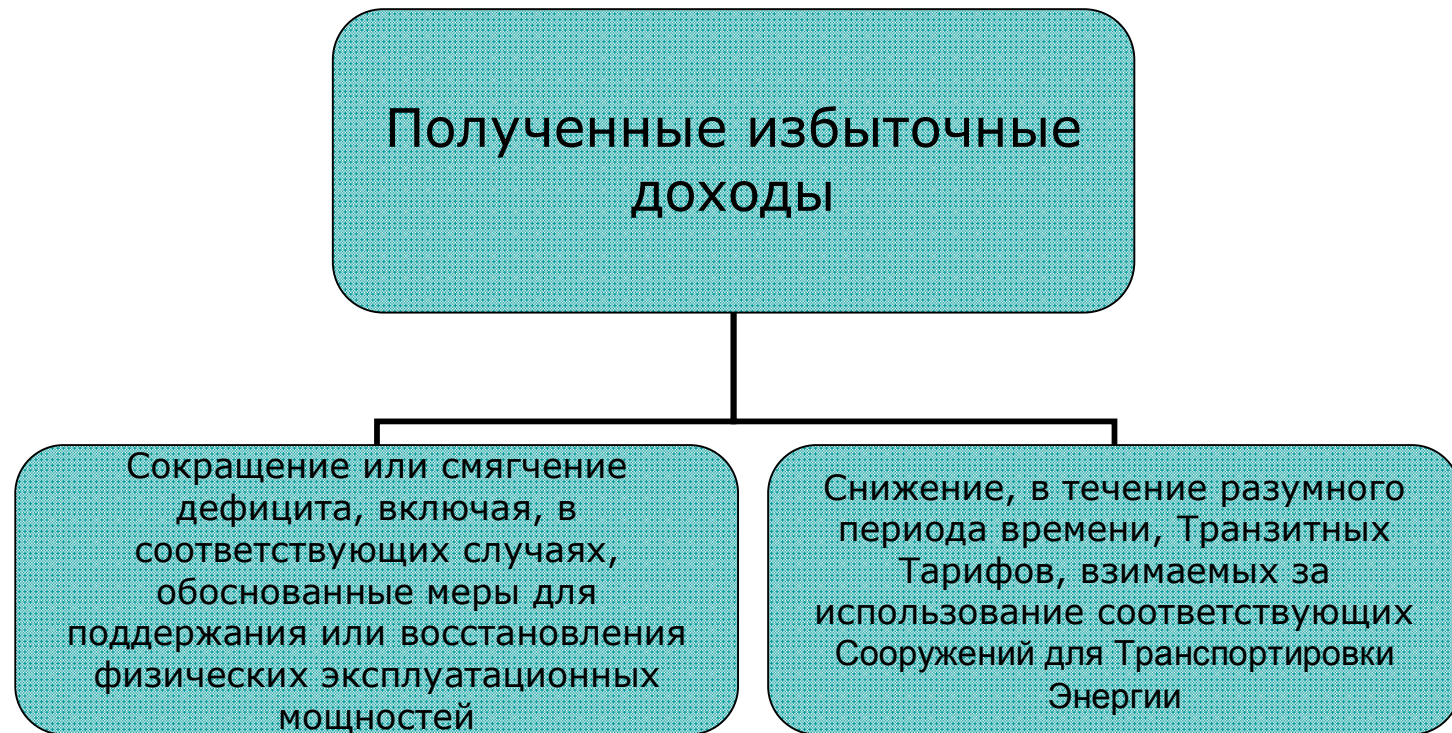 Полученные избыточные
доходы
Сокращение или смягчение
дефицита, включая, в
соответствующих случаях,
обоснованные меры для
поддержания или восстановления
физических эксплуатационных
мощностей
Снижение, в течение разумного
периода времени, Транзитных
Тарифов, взимаемых за
использование соответствующих
Сооружений для Транспортировки
Энергии